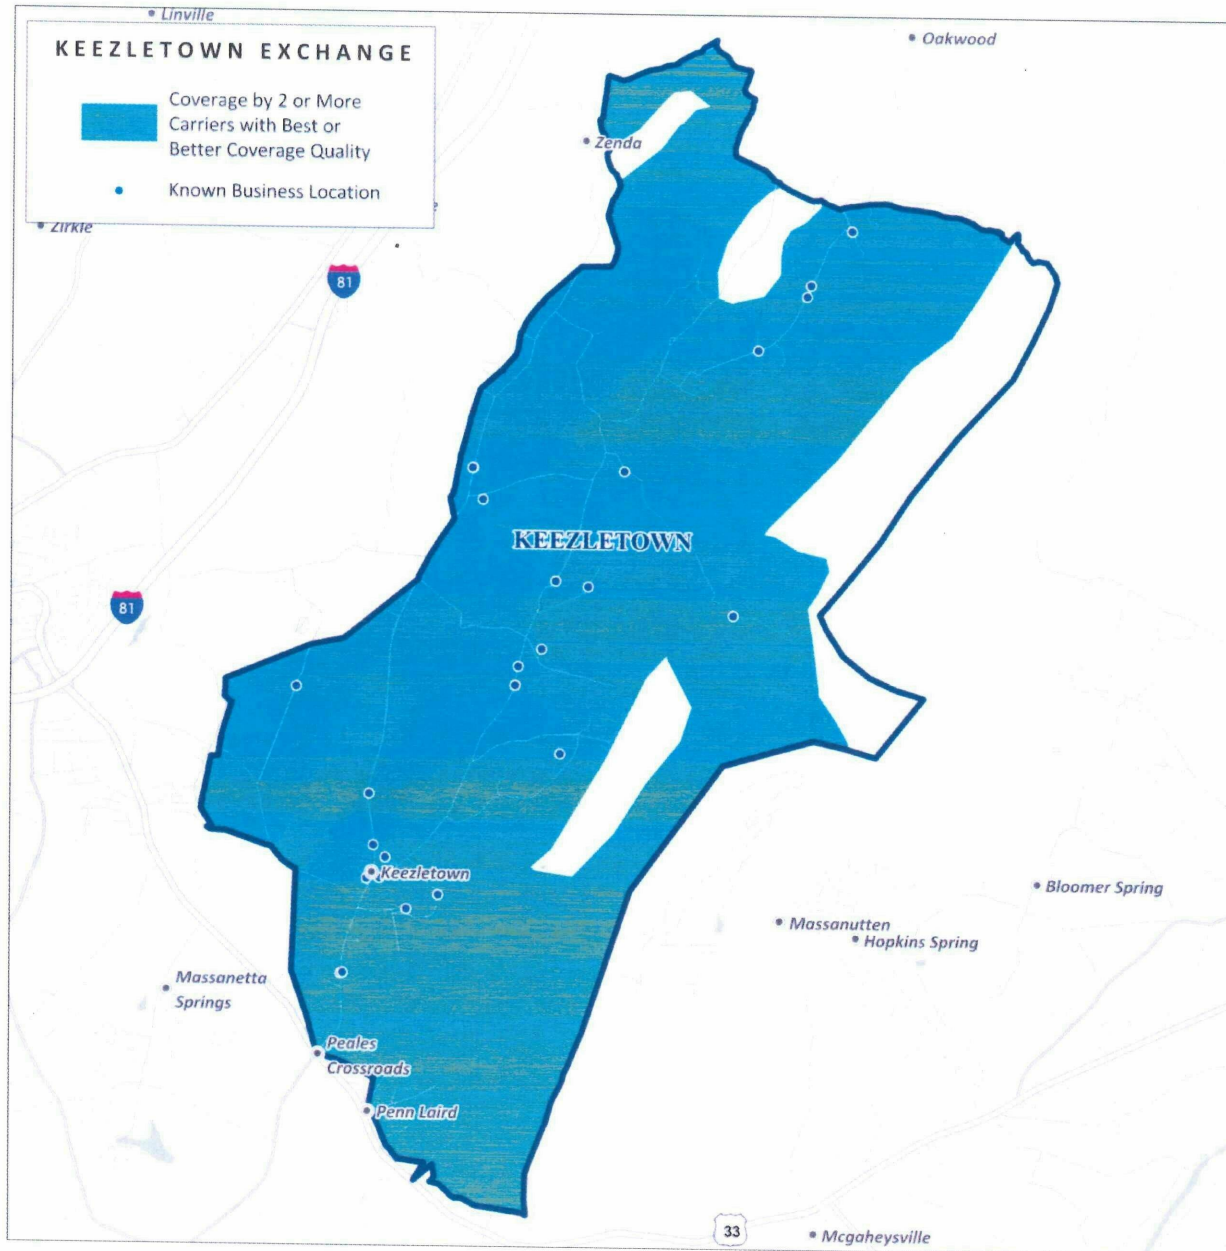 Linville
KEEZLETOWN EXCHANGE
Coverage by 2 or More
Carriers with Best or
Better Coverage Quality
Known Business Location
Oakwood
Zenda
Zirkle
81
KEEZLETOWN
81
Keezletown
Bloomer Spring
Massanutten
Hopkins Spring
Massanetta
Springs
Peales
Crossroads
Penn Laird
33
Mcgaheysville